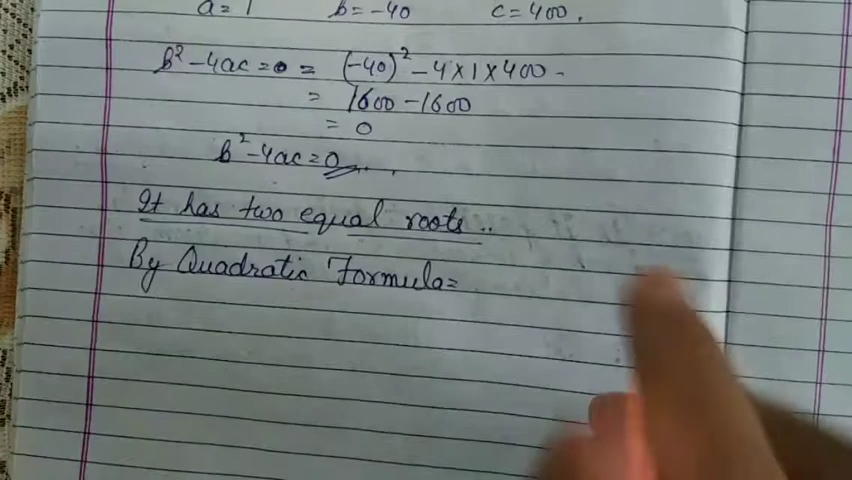 a = 1 b = -40 c = 400.
b² - 4ac = 0 = (-40)² - 4 × 1 × 400 -
= 1600 - 1600
= 0
b² - 4ac = 0
It has two equal roots..
By Quadratic Formula =